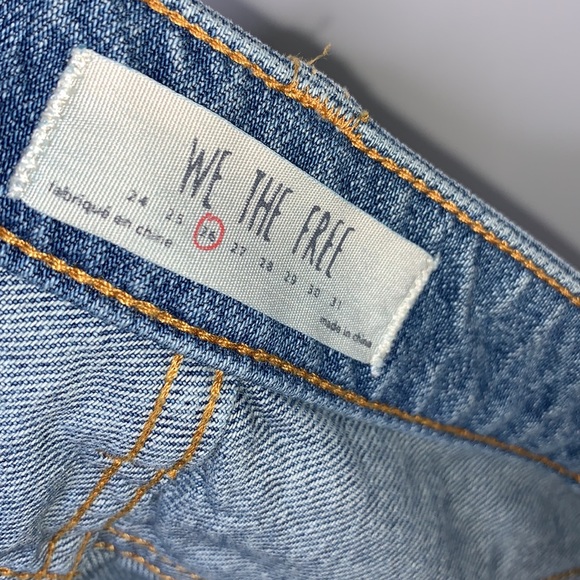 WE THE FREE
24 25 26 27 28 29 30 31
fabriqué en chine
made in china